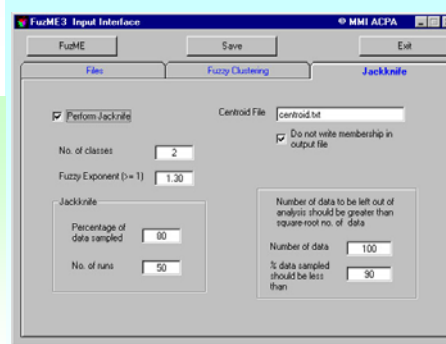 FuzME3 Input Interface
© MMI ACPA
FuzME
Save
Exit
Files
Fuzzy Clustering
Jackknife
Perform Jacknife
Centroid File
centroid.txt
Do not write membership in
output file
No. of classes
2
Fuzzy Exponent (>= 1)
1.30
Jackknife
Percentage of
data sampled
80
No. of runs
50
Number of data to be left out of
analysis should be greater than
square-root no. of data
Number of data
100
% data sampled
should be less
than
90